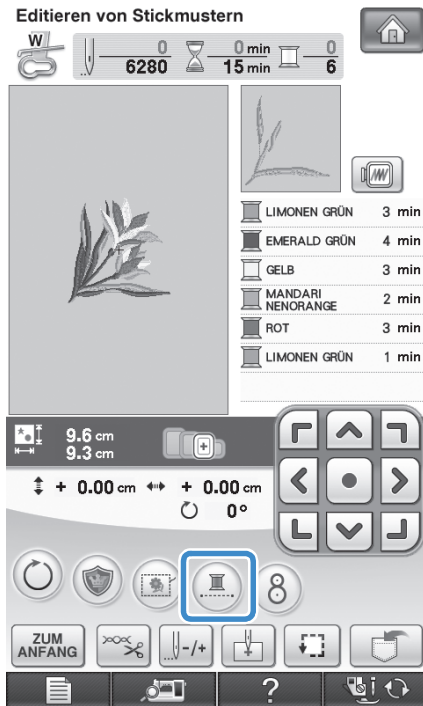 Editieren von Stickmustern
W
0 0 min 0
6280 15 min 6
LIMONEN GRÜN 3 min
EMERALD GRÜN 4 min
GELB 3 min
MANDARI
NENORANGE 2 min
ROT 3 min
LIMONEN GRÜN 1 min
9.6 cm
9.3 cm
+ 0.00 cm + 0.00 cm
0°
8
ZUM
ANFANG
-/+
?